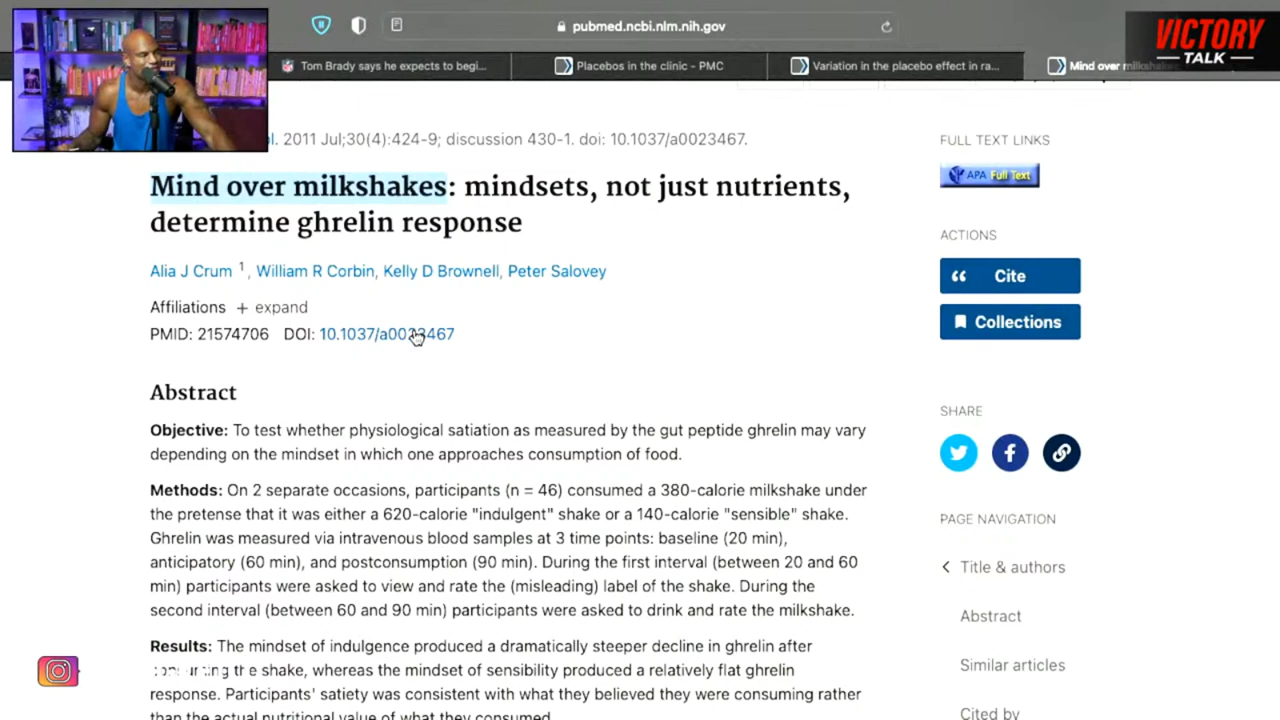 pubmed.ncbi.nlm.nih.gov
VICTORY
TALK
Tom Brady says he expects to begi...
Placebos in the clinic - PMC
Variation in the placebo effect in ra...
Mind over milkshakes
2011 Jul;30(4):424-9; discussion 430-1. doi: 10.1037/a0023467.
Mind over milkshakes: mindsets, not just nutrients,
determine ghrelin response
Alia J Crum 1, William R Corbin, Kelly D Brownell, Peter Salovey
Affiliations + expand
PMID: 21574706 DOI: 10.1037/a0023467
Abstract
Objective: To test whether physiological satiation as measured by the gut peptide ghrelin may vary
depending on the mindset in which one approaches consumption of food.
Methods: On 2 separate occasions, participants (n = 46) consumed a 380-calorie milkshake under
the pretense that it was either a 620-calorie "indulgent" shake or a 140-calorie "sensible" shake.
Ghrelin was measured via intravenous blood samples at 3 time points: baseline (20 min),
anticipatory (60 min), and postconsumption (90 min). During the first interval (between 20 and 60
min) participants were asked to view and rate the (misleading) label of the shake. During the
second interval (between 60 and 90 min) participants were asked to drink and rate the milkshake.
Results: The mindset of indulgence produced a dramatically steeper decline in ghrelin after
consuming the shake, whereas the mindset of sensibility produced a relatively flat ghrelin
response. Participants' satiety was consistent with what they believed they were consuming rather
than the actual nutritional value of what they consumed.
FULL TEXT LINKS
APA Full Text
ACTIONS
Cite
Collections
SHARE
PAGE NAVIGATION
Title & authors
Abstract
Similar articles
Cited by